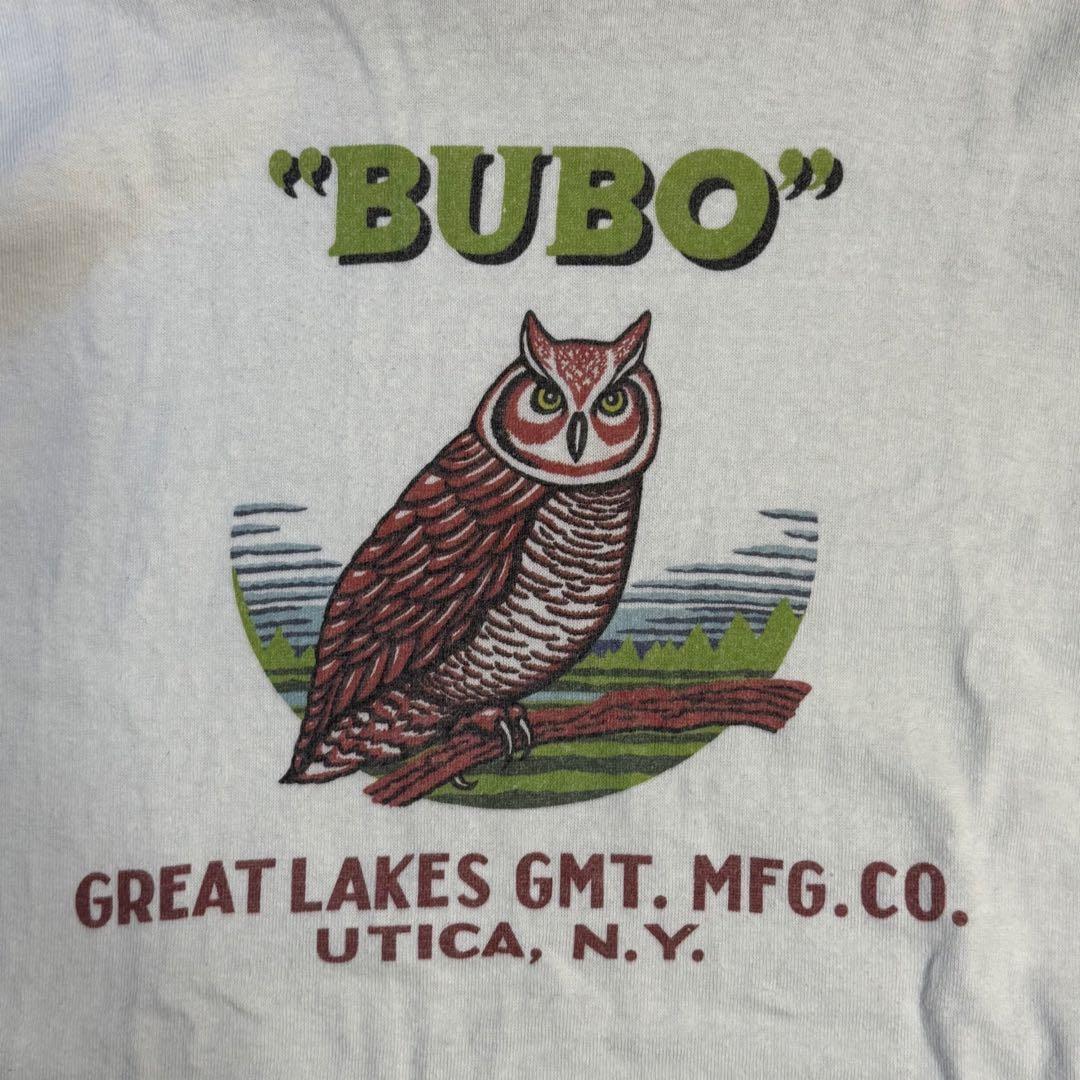 “BUBO”
GREAT LAKES GMT. MFG. CO.
UTICA, N.Y.